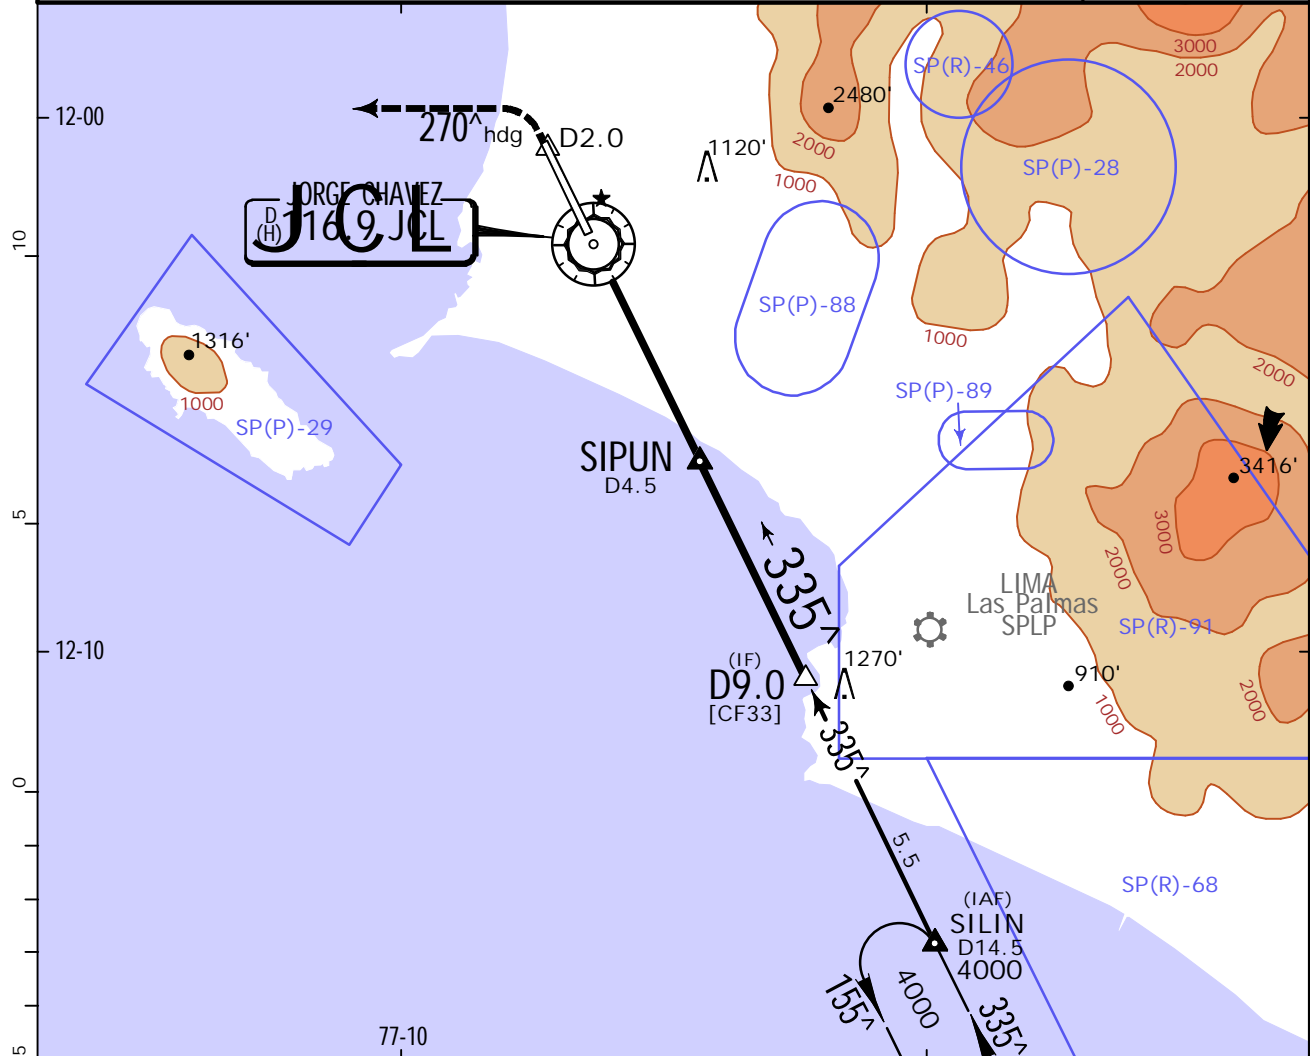 3000
2000
SP(R)-46
2480'
12-00
270^hdg
D2.0
1120'
2000
1000
SP(P)-28
JORGE CHAVEZ
D
(H) 116.9 JCL
J C L
10
SP(P)-88
1000
1316'
1000
SP(P)-29
SP(P)-89
2000
SIPUN
D4.5
3416'
3000
5
335^
2000
LIMA
Las Palmas
SPLP
SP(R)-91
12-10
(IF)
D9.0
[CF33]
1270'
910'
1000
2000
335^
0
5.5
SP(R)-68
(IAF)
SILIN
D14.5
4000
4000
155^
335^
77-10
5